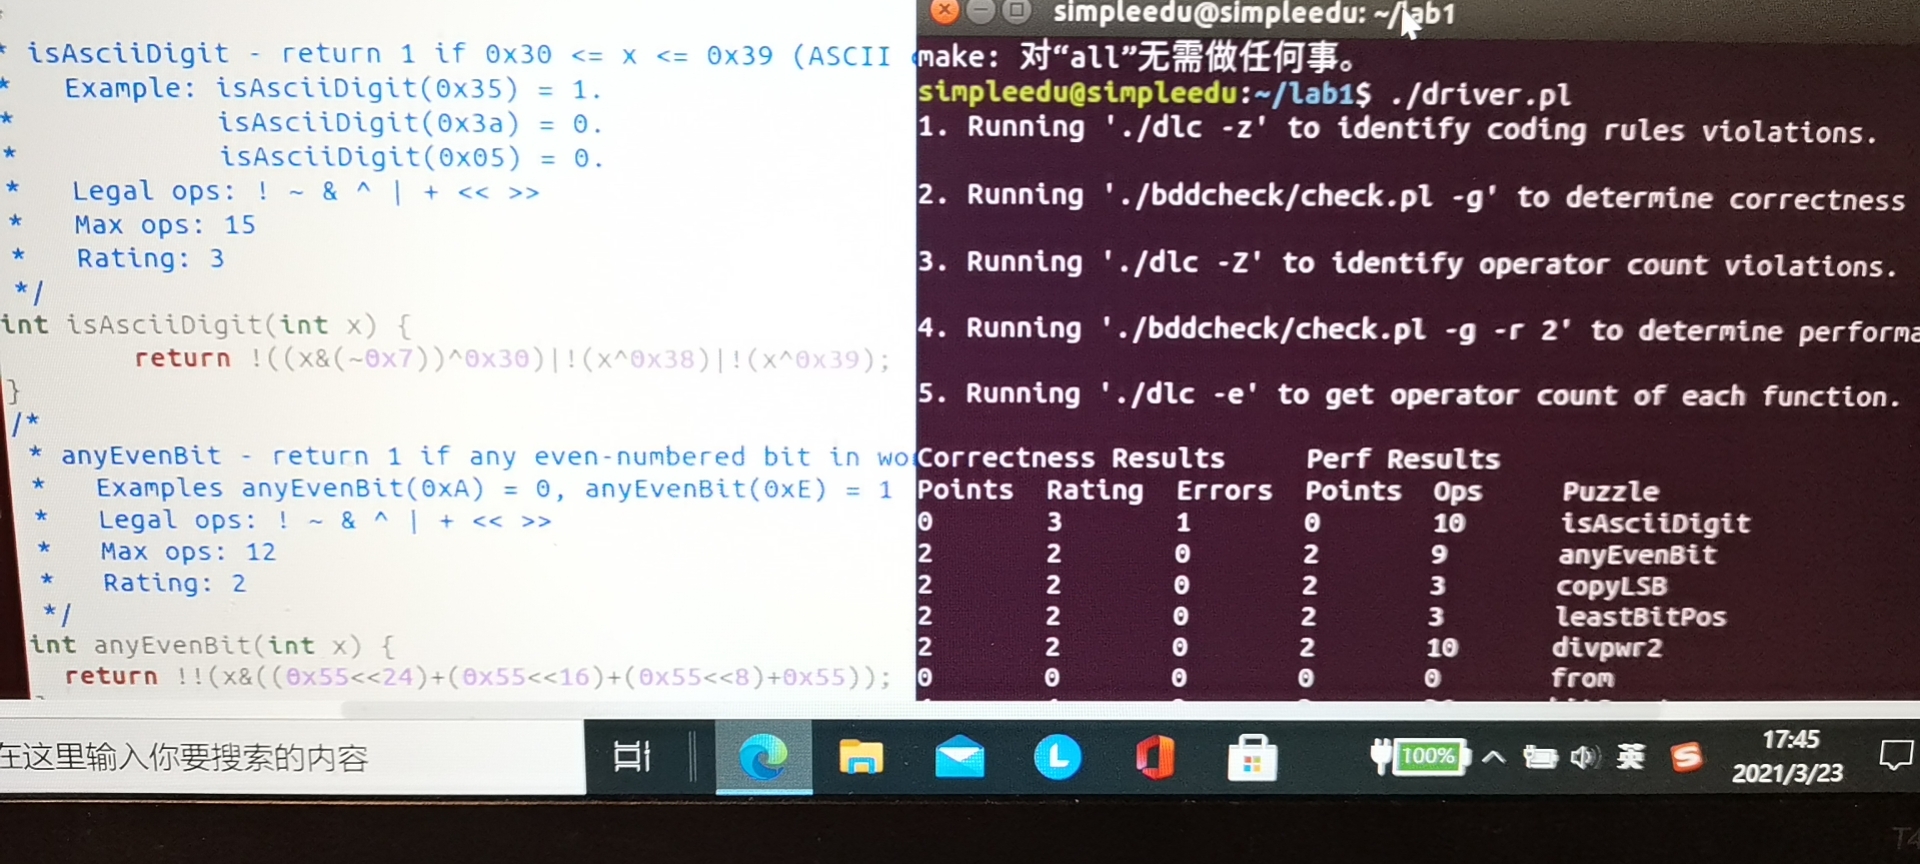 * isAsciiDigit - return 1 if 0x30 <= x <= 0x39 (ASCII
* Example: isAsciiDigit(0x35) = 1.
* isAsciiDigit(0x3a) = 0.
* isAsciiDigit(0x05) = 0.
* Legal ops: ! ~ & ^ | + << >>
* Max ops: 15
* Rating: 3
*/
int isAsciiDigit(int x) {
return !((x&(~0x7))^0x30)|!(x^0x38)|!(x^0x39);
}
/*
* anyEvenBit - return 1 if any even-numbered bit in wo
* Examples anyEvenBit(0xA) = 0, anyEvenBit(0xE) = 1
* Legal ops: ! ~ & ^ | + << >>
* Max ops: 12
* Rating: 2
*/
int anyEvenBit(int x) {
return !!(x&((0x55<<24)+(0x55<<16)+(0x55<<8)+0x55));
simpleedu@simpleedu: ~/lab1
make: 对“all”无需做任何事。
simpleedu@simpleedu:~/lab1$ ./driver.pl
1. Running './dlc -z' to identify coding rules violations.
2. Running './bddcheck/check.pl -g' to determine correctness
3. Running './dlc -Z' to identify operator count violations.
4. Running './bddcheck/check.pl -g -r 2' to determine performa
5. Running './dlc -e' to get operator count of each function.
Correctness Results Perf Results
Points Rating Errors Points Ops Puzzle
0 3 1 0 10 isAsciiDigit
2 2 0 2 9 anyEvenBit
2 2 0 2 3 copyLSB
2 2 0 2 3 leastBitPos
2 2 0 2 10 divpwr2
0 0 0 0 0 from
在这里输入你要搜索的内容
100%
英
17:45
2021/3/23